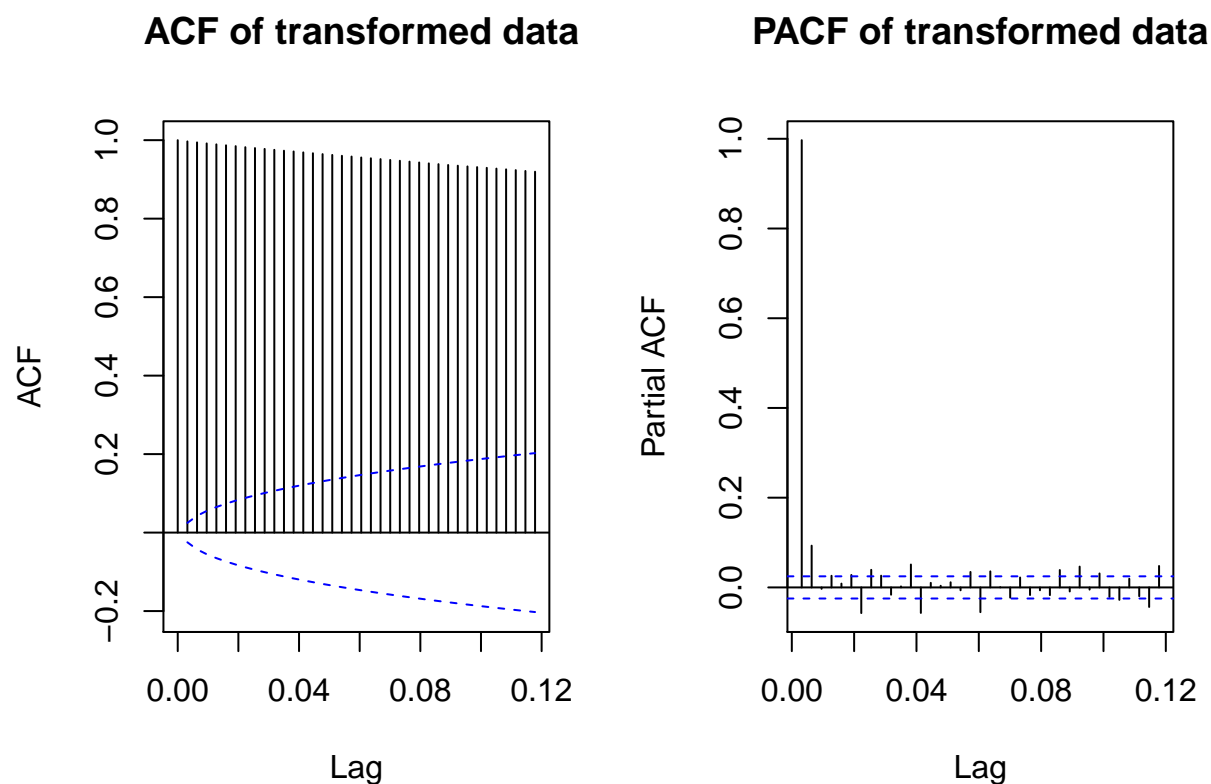 ACF of transformed data
ACF
1.0
0.8
0.6
0.4
0.2
−0.2
0.00 0.04 0.08 0.12
Lag
PACF of transformed data
Partial ACF
1.0
0.8
0.6
0.4
0.2
0.0
0.00 0.04 0.08 0.12
Lag